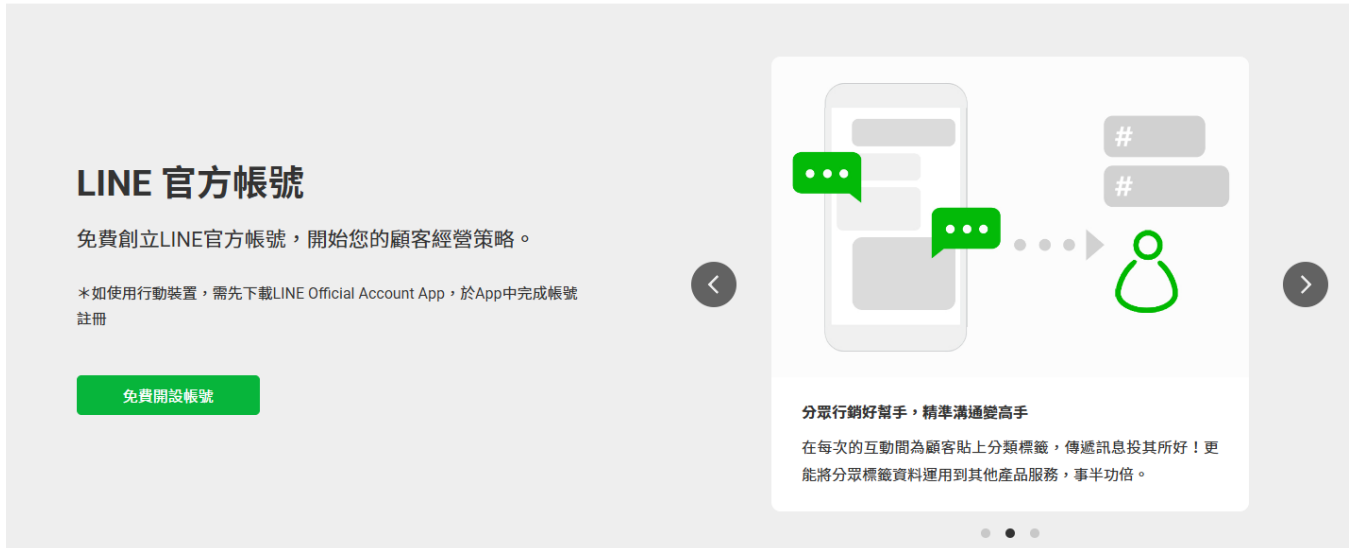 LINE 官方帳號
免費創立LINE官方帳號，開始您的顧客經營策略。
＊如使用行動裝置，需先下載LINE Official Account App，於App中完成帳號
註冊
免費開設帳號
#
#
分眾行銷好幫手，精準溝通變高手
在每次的互動間為顧客貼上分類標籤，傳遞訊息投其所好！更
能將分眾標籤資料運用到其他產品服務，事半功倍。